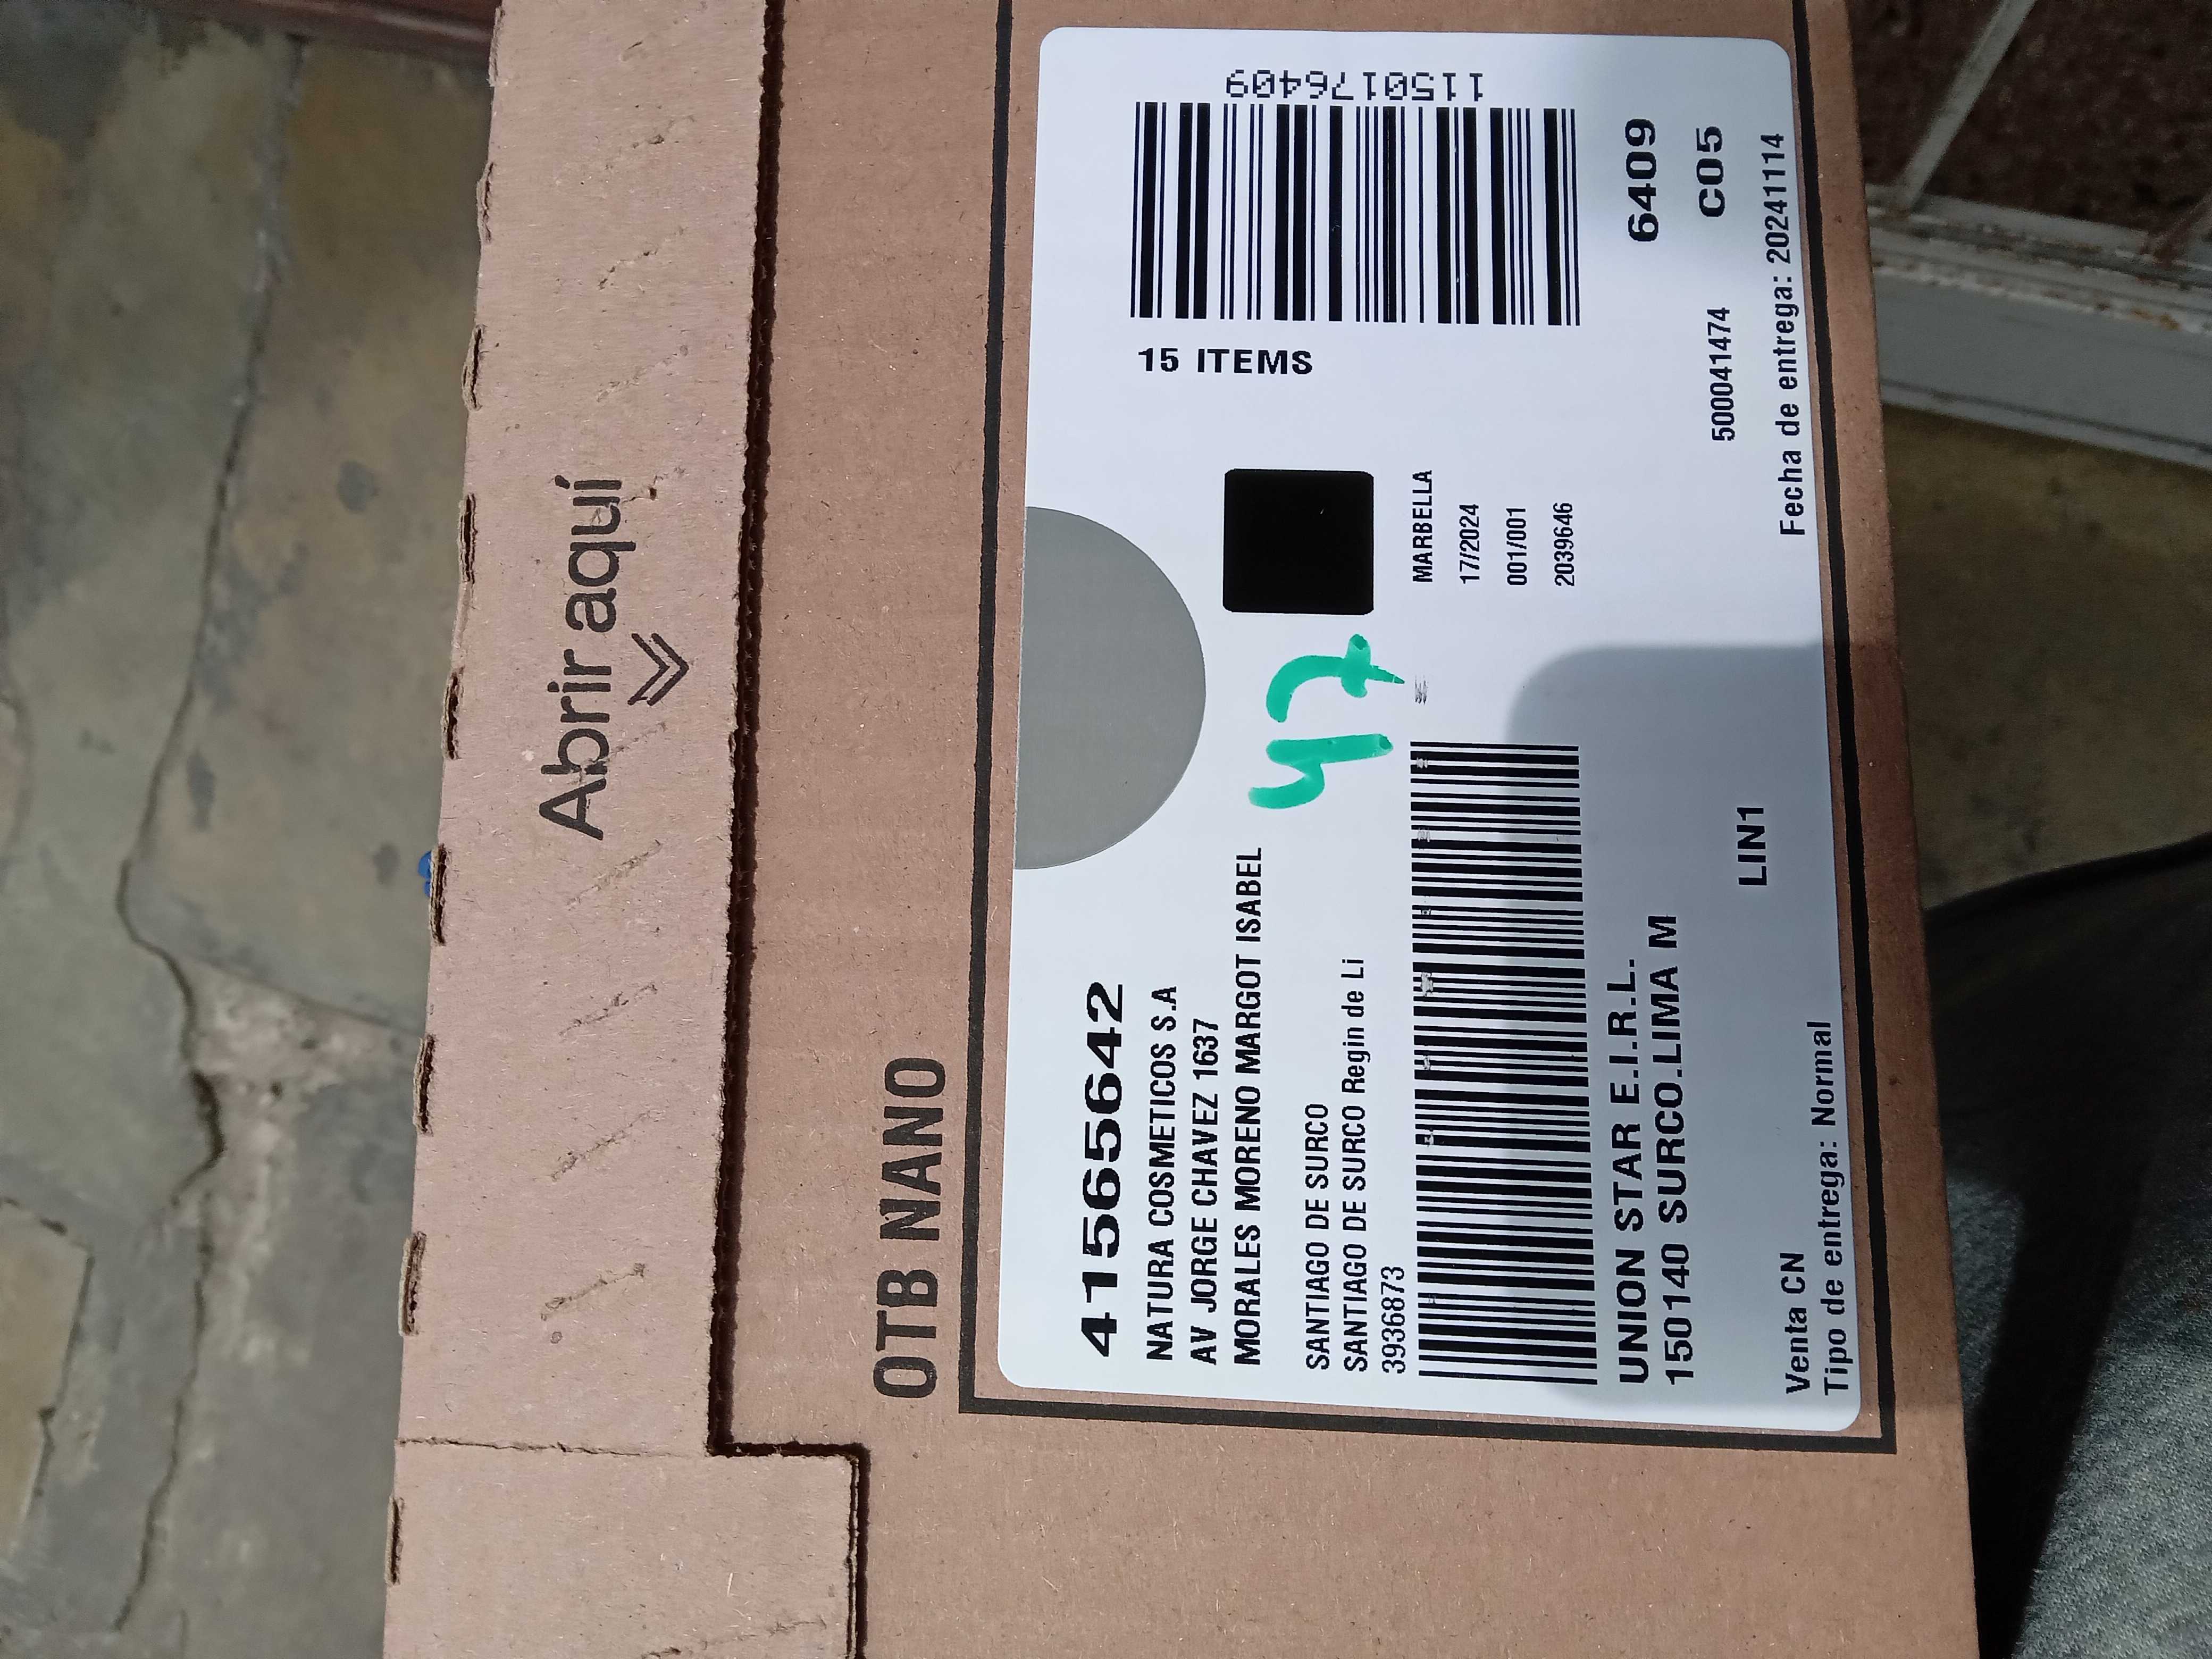 Abrir aquí
OTB NANO
41565642
NATURA COSMETICOS S.A
AV JORGE CHAVEZ 1637
MORALES MORENO MARGOT ISABEL
SANTIAGO DE SURCO
SANTIAGO DE SURCO Regin de Li
3936873
UNION STAR E.I.R.L.
150140 SURCO.LIMA M
LIN1
Venta CN
Tipo de entrega: Normal
15 ITEMS
1150176409
MARBELLA
17/2024
001/001
2039646
6409
C05
500041474
Fecha de entrega: 20241114